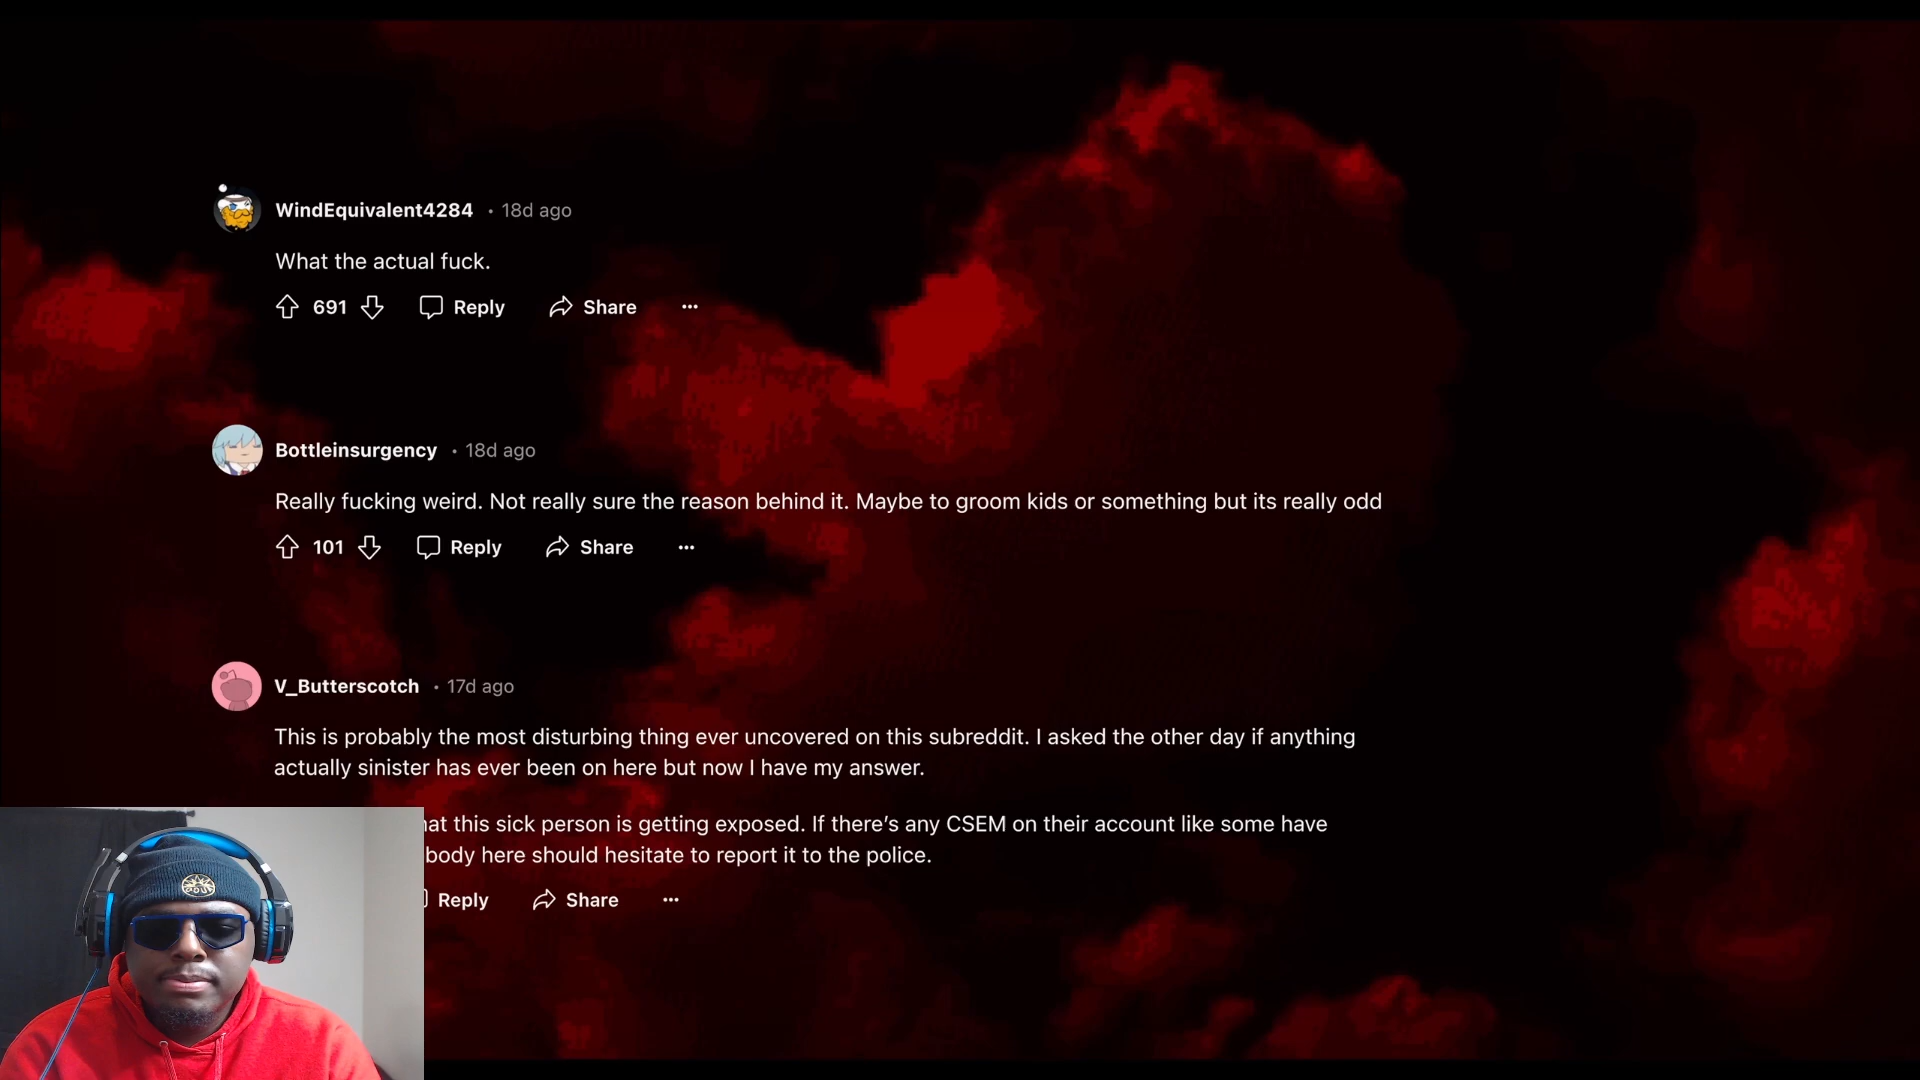 WindEquivalent4284 • 18d ago
What the actual fuck.
691 Reply Share ...
Bottleinsurgency • 18d ago
Really fucking weird. Not really sure the reason behind it. Maybe to groom kids or something but its really odd
101 Reply Share ...
V_Butterscotch • 17d ago
This is probably the most disturbing thing ever uncovered on this subreddit. I asked the other day if anything
actually sinister has ever been on here but now I have my answer.
this sick person is getting exposed. If there’s any CSEM on their account like some have
body here should hesitate to report it to the police.
Reply Share ...